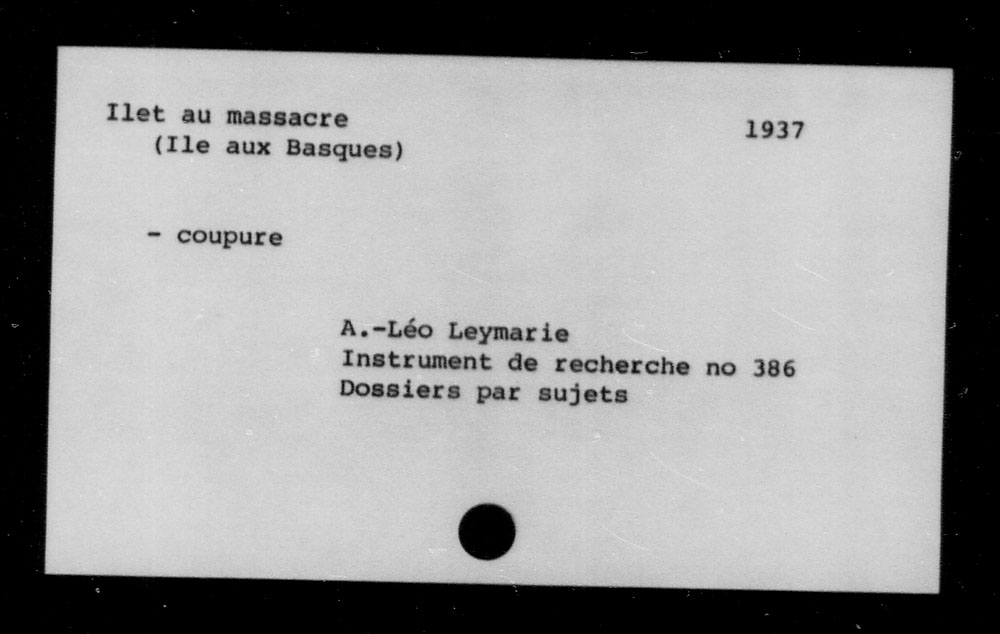 Ilet au massacre
1937
(Ile aux Basques)
- coupure
A.-Léo Leymarie
Instrument de recherche no 386
Dossiers par sujets